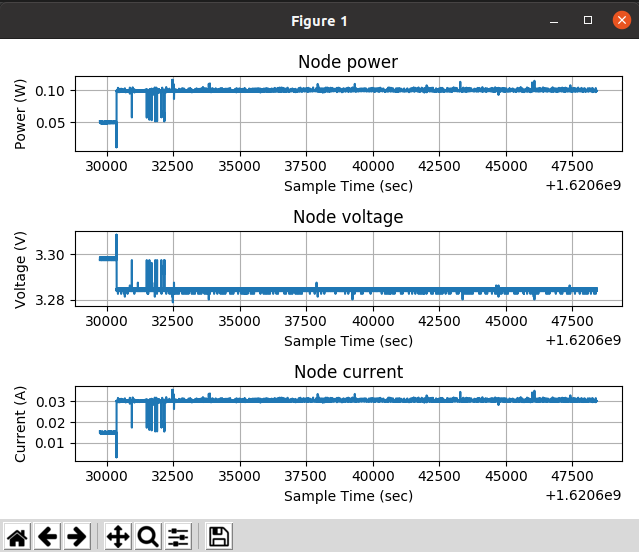 Figure 1
Node power
Power (W)
0.10
0.05
30000 32500 35000 37500 40000 42500 45000 47500
Sample Time (sec)
+1.6206e9
Node voltage
Voltage (V)
3.30
3.28
30000 32500 35000 37500 40000 42500 45000 47500
Sample Time (sec)
+1.6206e9
Node current
Current (A)
0.03
0.02
0.01
30000 32500 35000 37500 40000 42500 45000 47500
Sample Time (sec)
+1.6206e9